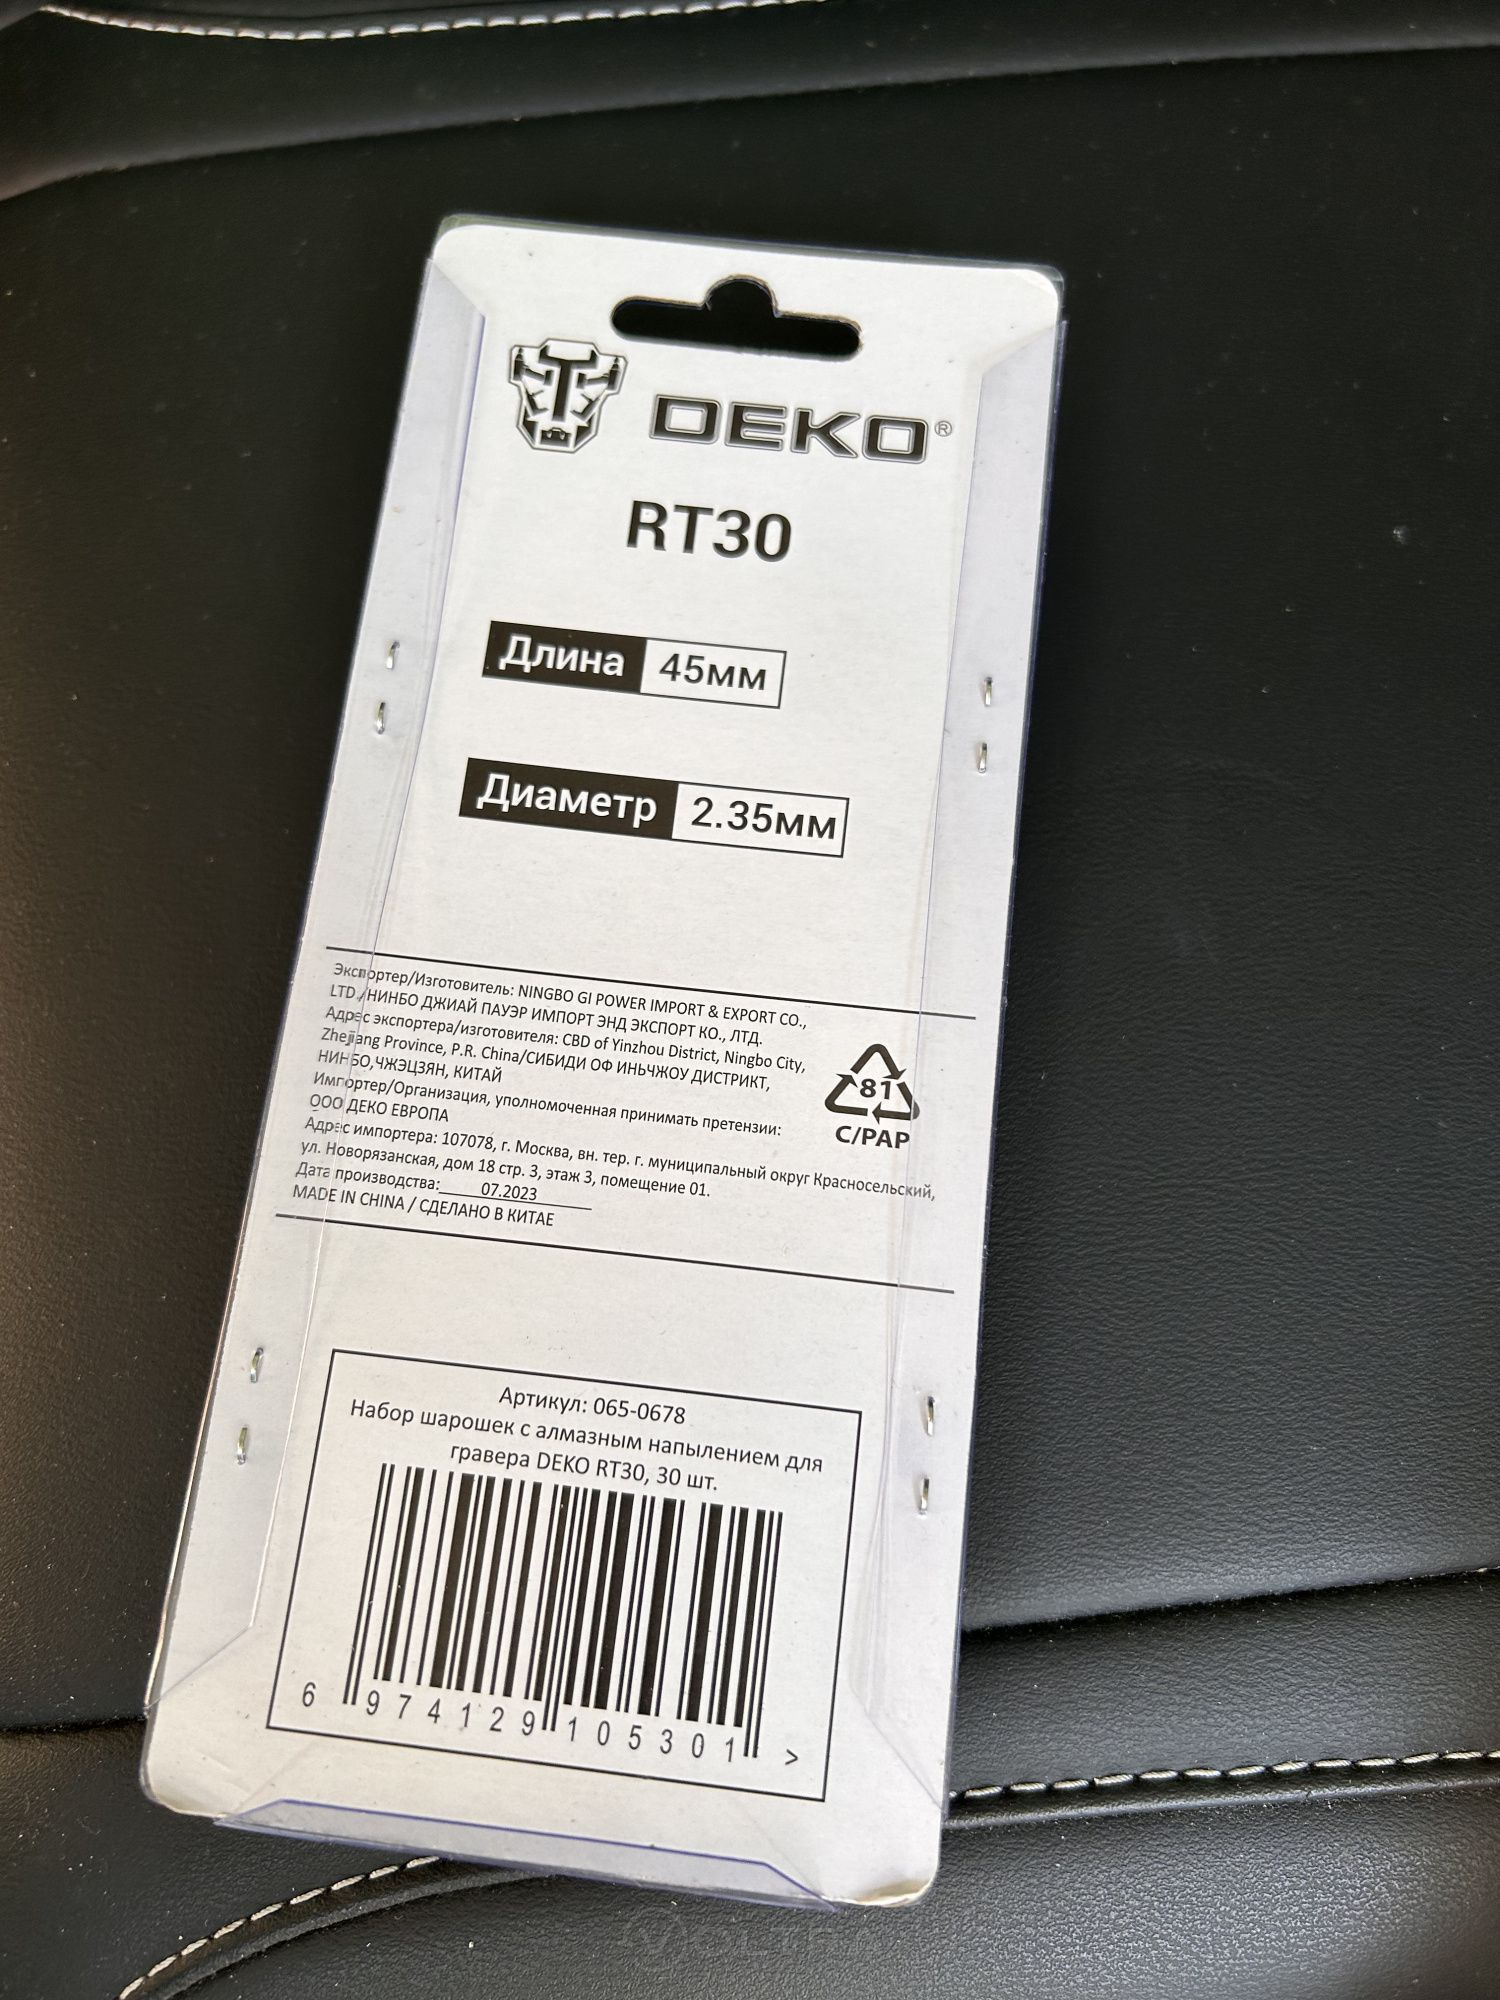 DEKO®
RT30
Длина 45мм
Диаметр 2.35мм
Экспортер/Изготовитель: NINGBO GI POWER IMPORT & EXPORT CO.,
LTD./НИНБО ДЖИАЙ ПАУЭР ИМПОРТ ЭНД ЭКСПОРТ КО., ЛТД.
Адрес экспортера/изготовителя: CBD of Yinzhou District, Ningbo City,
Zhejiang Province, P.R. China/СИБИДИ ОФ ИНЬЧЖОУ ДИСТРИКТ,
НИНБО,ЧЖЭЦЗЯН, КИТАЙ
Импортер/Организация, уполномоченная принимать претензии:
ООО ДЕКО ЕВРОПА
Адрес импортера: 107078, г. Москва, вн. тер. г. муниципальный округ Красносельский,
ул. Новорязанская, дом 18 стр. 3, этаж 3, помещение 01.
Дата производства: 07.2023
MADE IN CHINA / СДЕЛАНО В КИТАЕ
81
C/PAP
Артикул: 065-0678
Набор шарошек с алмазным напылением для
гравера DEKO RT30, 30 шт.
6 974129 105301 >